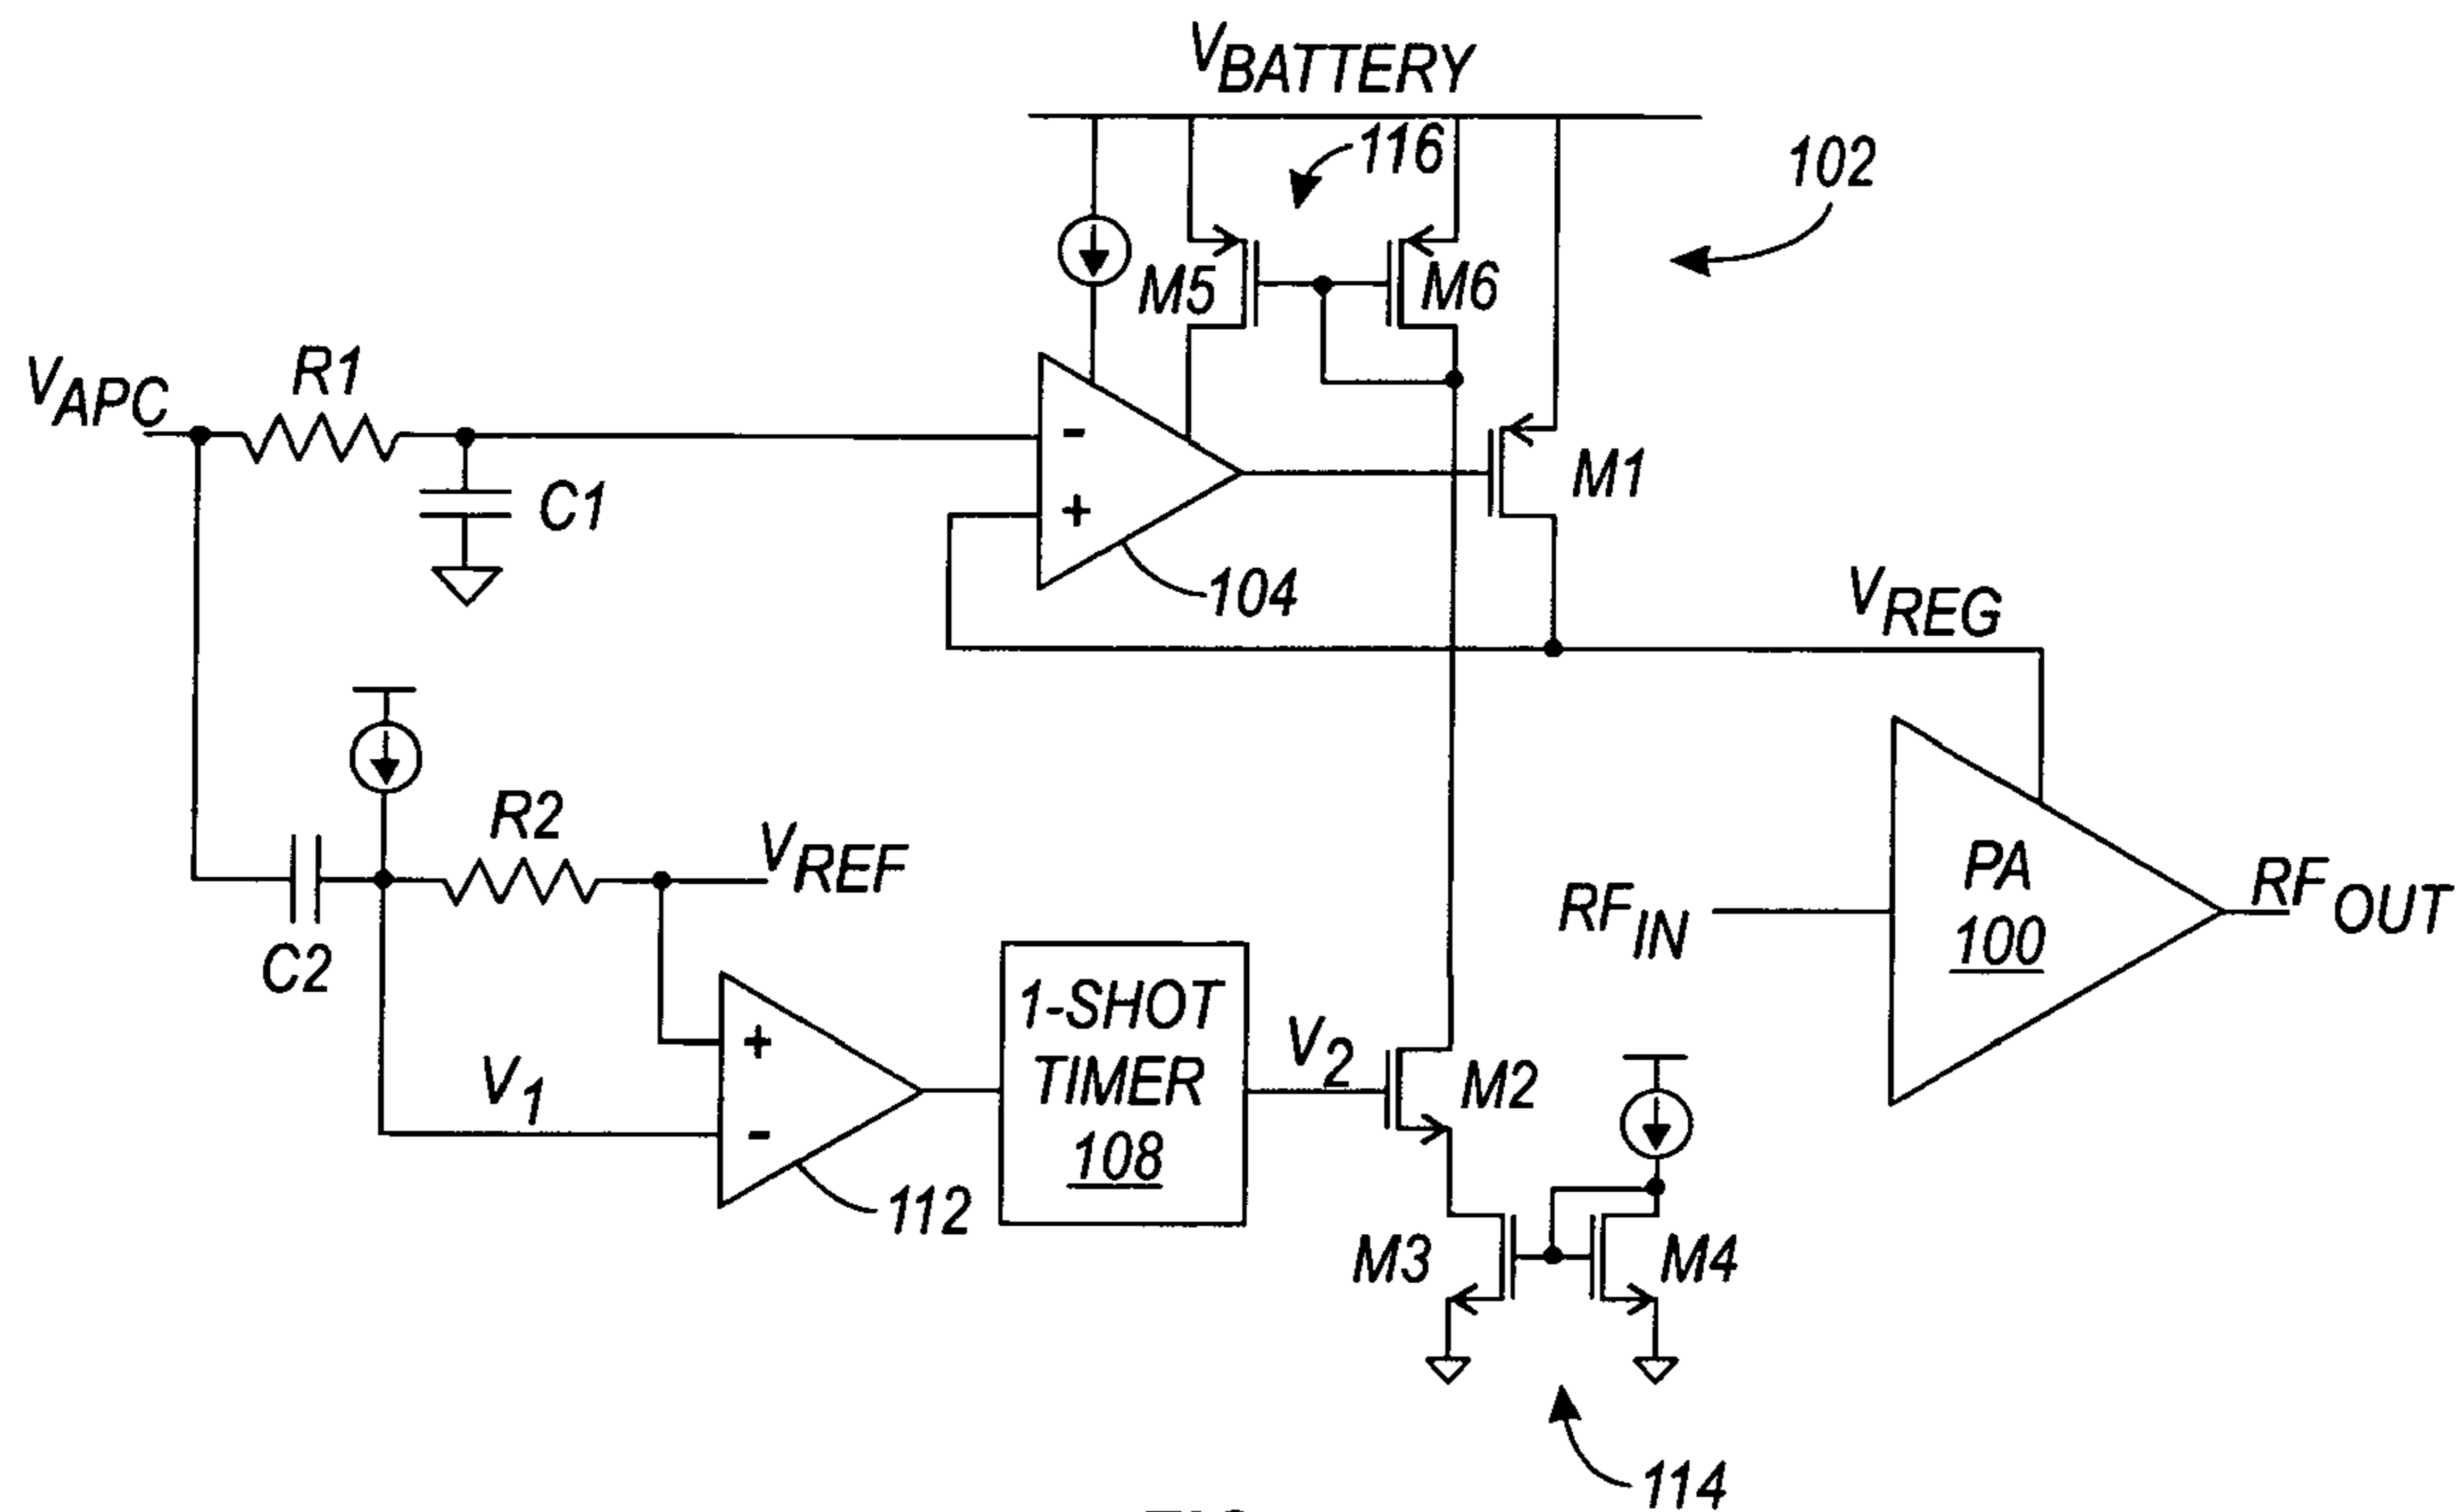 VBATTERY
116
102
M5
M6
VAPC
R1
-
+
C1
M1
104
VREG
R2
VREF
C2
PA
100
RFIN
RFOUT
1-SHOT
TIMER
108
V1
+
-
V2
M2
112
M3
M4
114